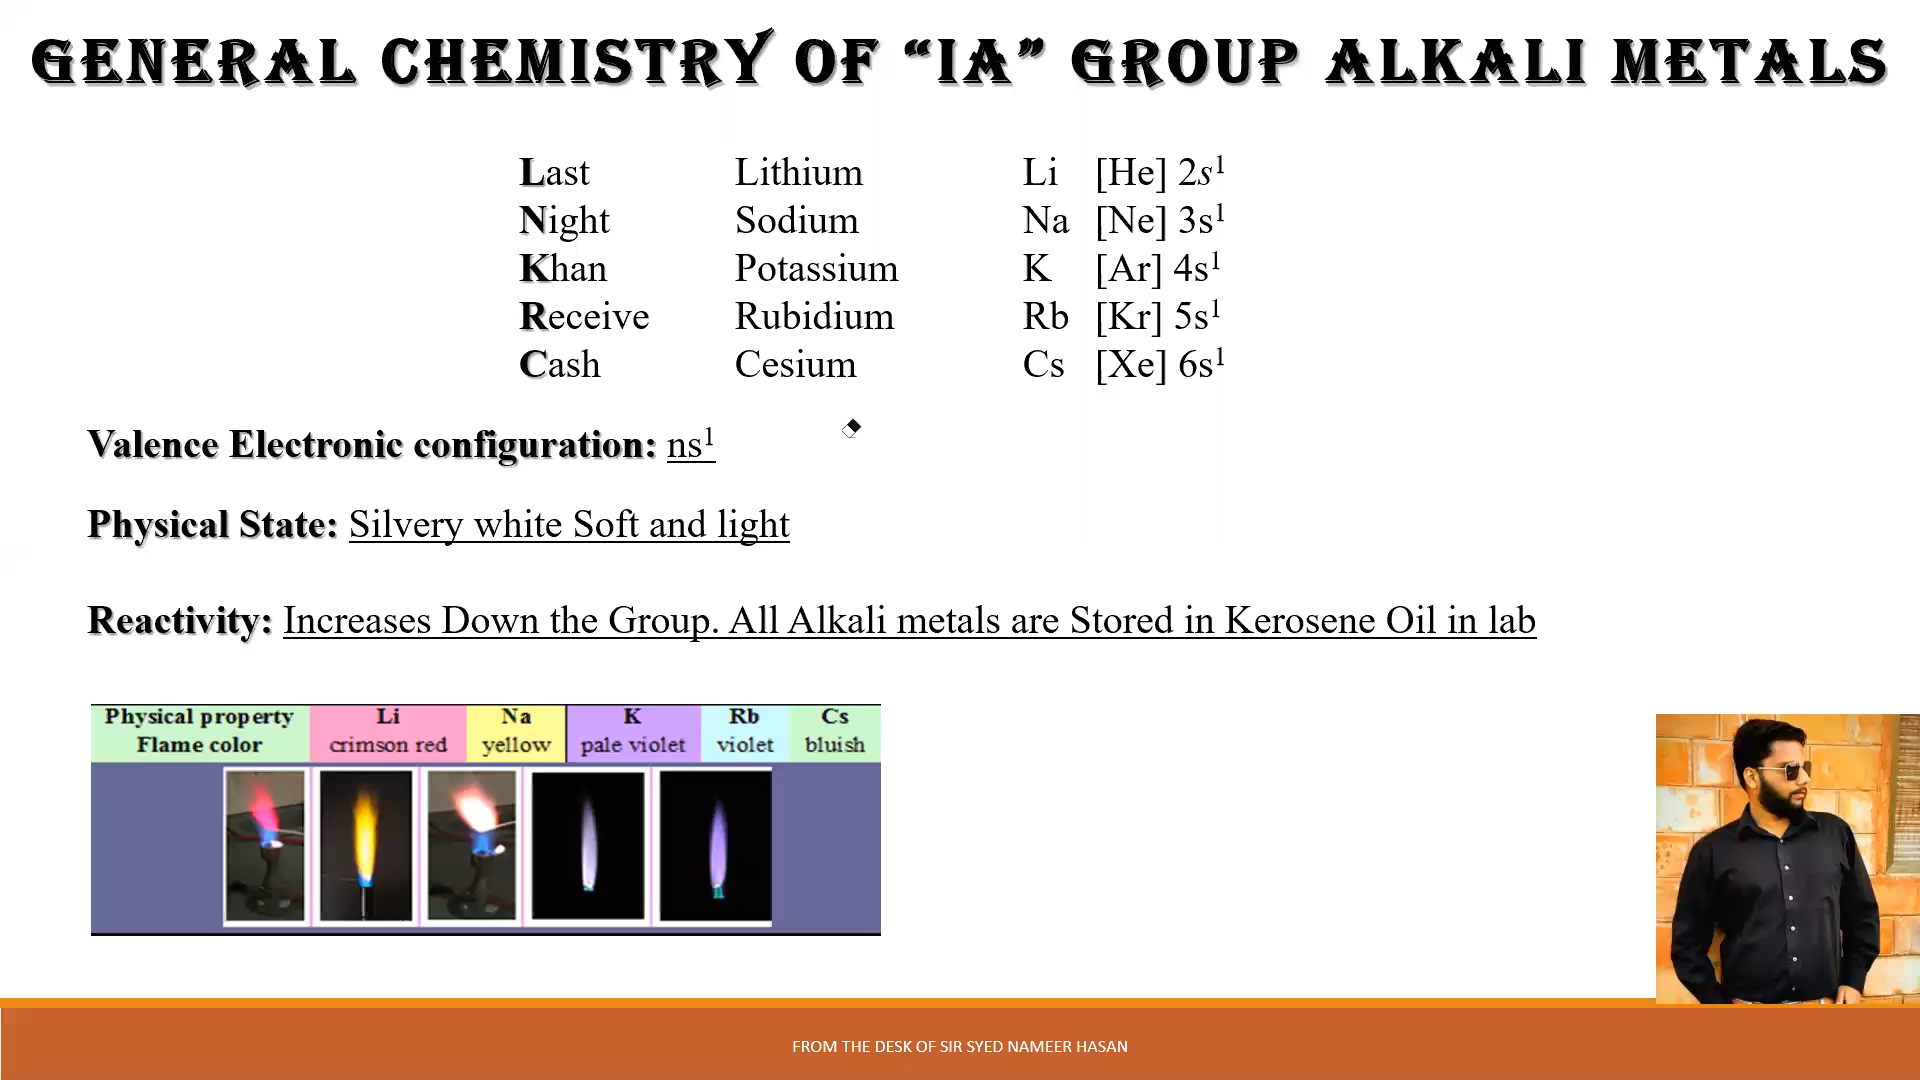 GENERAL CHEMISTRY OF “IA” GROUP ALKALI METALS
Last Lithium Li [He] 2s¹
Night Sodium Na [Ne] 3s¹
Khan Potassium K [Ar] 4s¹
Receive Rubidium Rb [Kr] 5s¹
Cash Cesium Cs [Xe] 6s¹
Valence Electronic configuration: ns¹
Physical State: Silvery white Soft and light
Reactivity: Increases Down the Group. All Alkali metals are Stored in Kerosene Oil in lab
Physical property Li Na K Rb Cs
Flame color crimson red yellow pale violet violet bluish
FROM THE DESK OF SIR SYED NAMEER HASAN